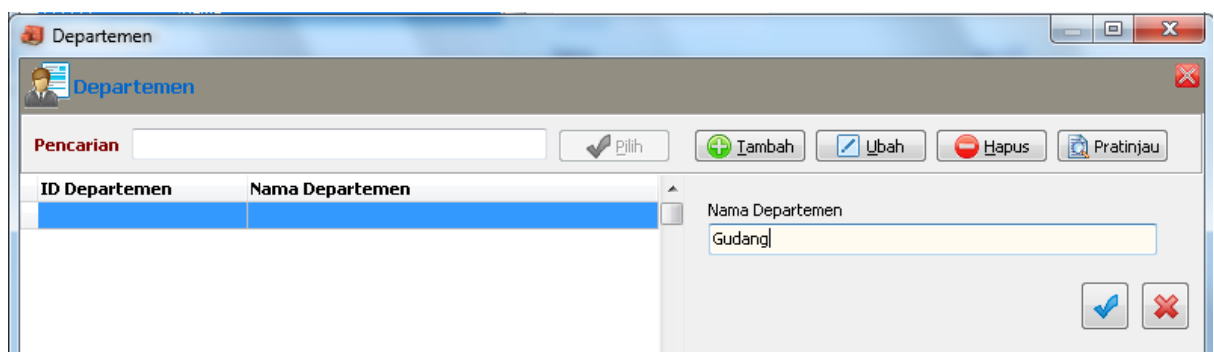 Departemen
Departemen
Pencarian
Pilih
Tambah
Ubah
Hapus
Pratinjau
ID Departemen Nama Departemen
Nama Departemen
Gudang